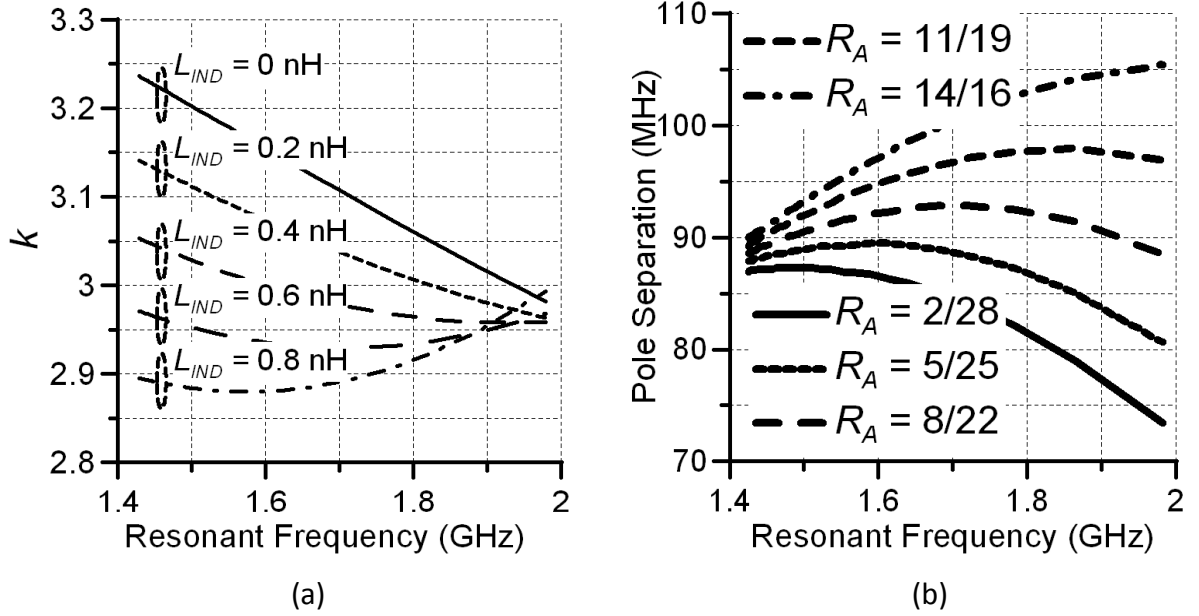 3.3
3.2
3.1
3
2.9
2.8
k
L_IND = 0 nH
L_IND = 0.2 nH
L_IND = 0.4 nH
L_IND = 0.6 nH
L_IND = 0.8 nH
1.4 1.6 1.8 2
Resonant Frequency (GHz)
(a)
110
100
90
80
70
Pole Separation (MHz)
R_A = 11/19
R_A = 14/16
R_A = 2/28
R_A = 5/25
R_A = 8/22
1.4 1.6 1.8 2
Resonant Frequency (GHz)
(b)